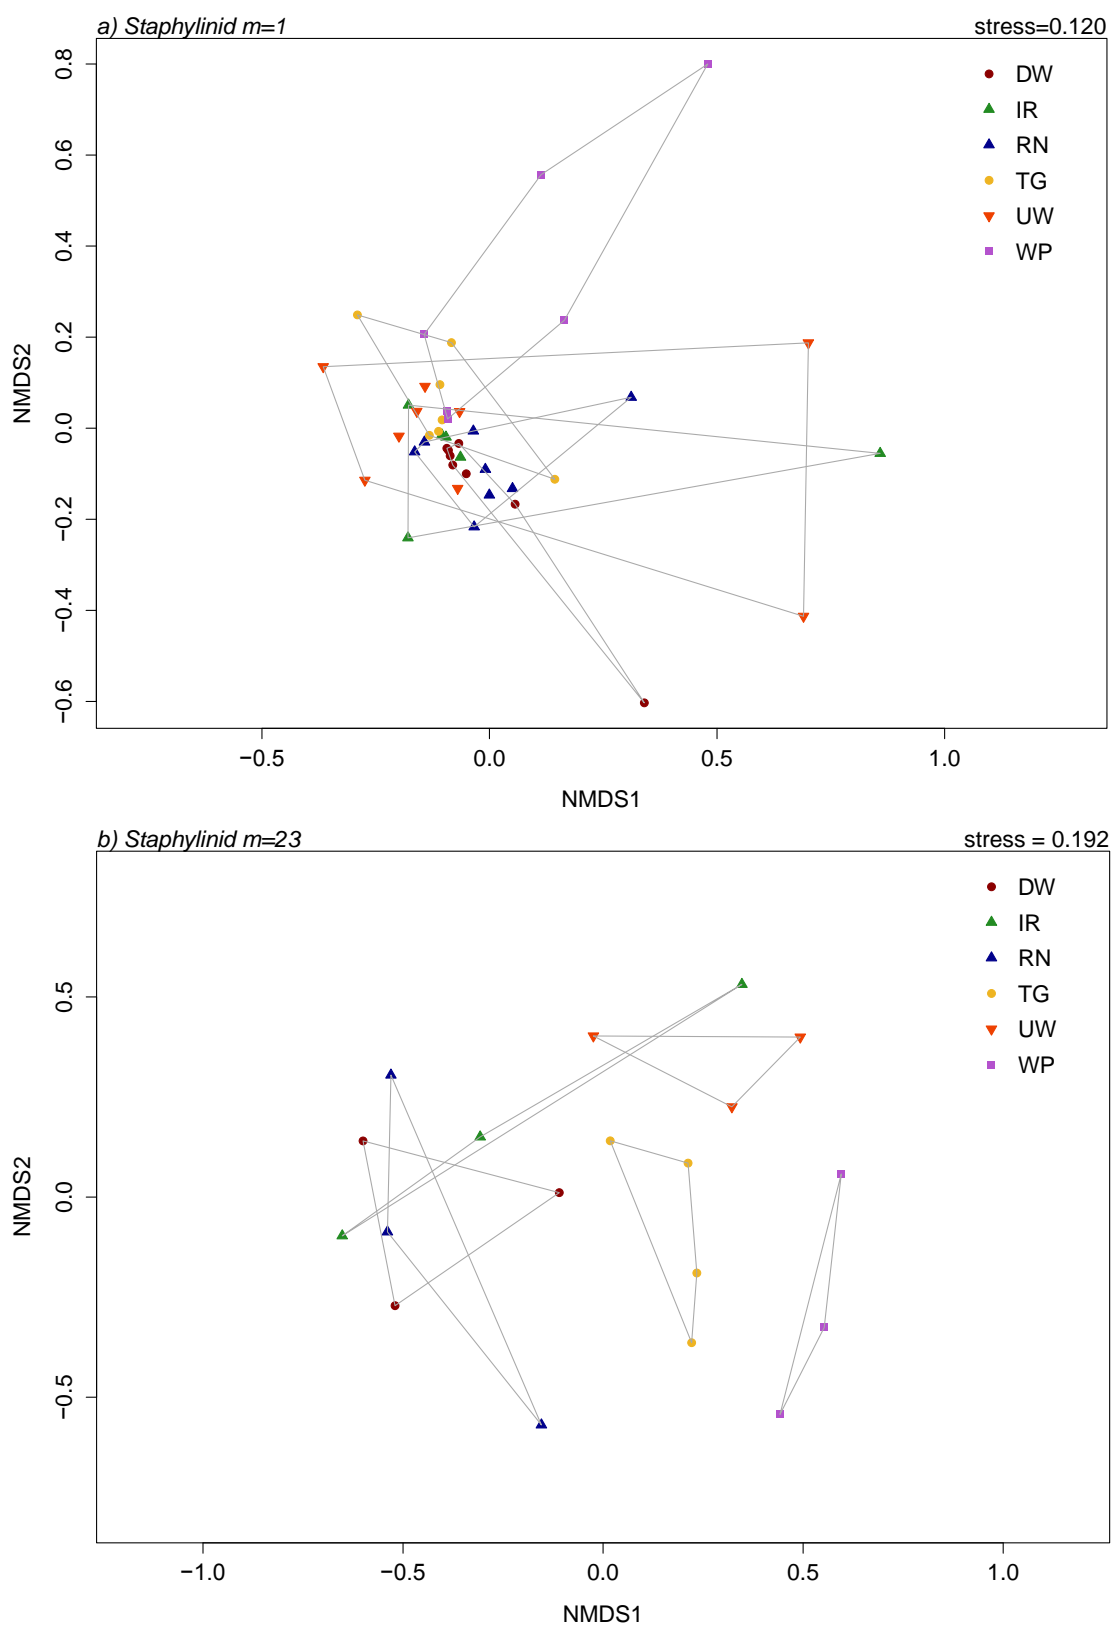 a) Staphylinid m=1 stress=0.120
DW
IR
RN
TG
UW
WP
0.8
0.6
0.4
0.2
0.0
−0.2
−0.4
−0.6
NMDS2
−0.5 0.0 0.5 1.0
NMDS1
b) Staphylinid m=23 stress = 0.192
DW
IR
RN
TG
UW
WP
0.5
0.0
−0.5
NMDS2
−1.0 −0.5 0.0 0.5 1.0
NMDS1